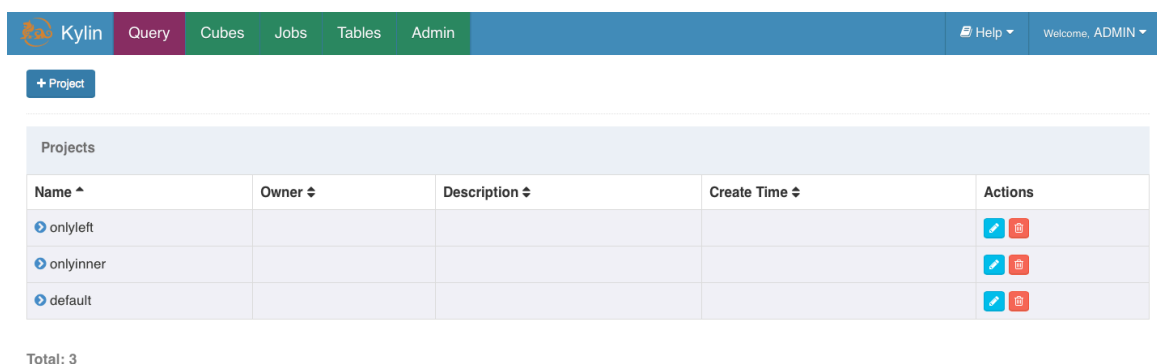 Kylin Query Cubes Jobs Tables Admin Help Welcome, ADMIN
+ Project
Projects
Name Owner Description Create Time Actions
onlyleft
onlyinner
default
Total: 3